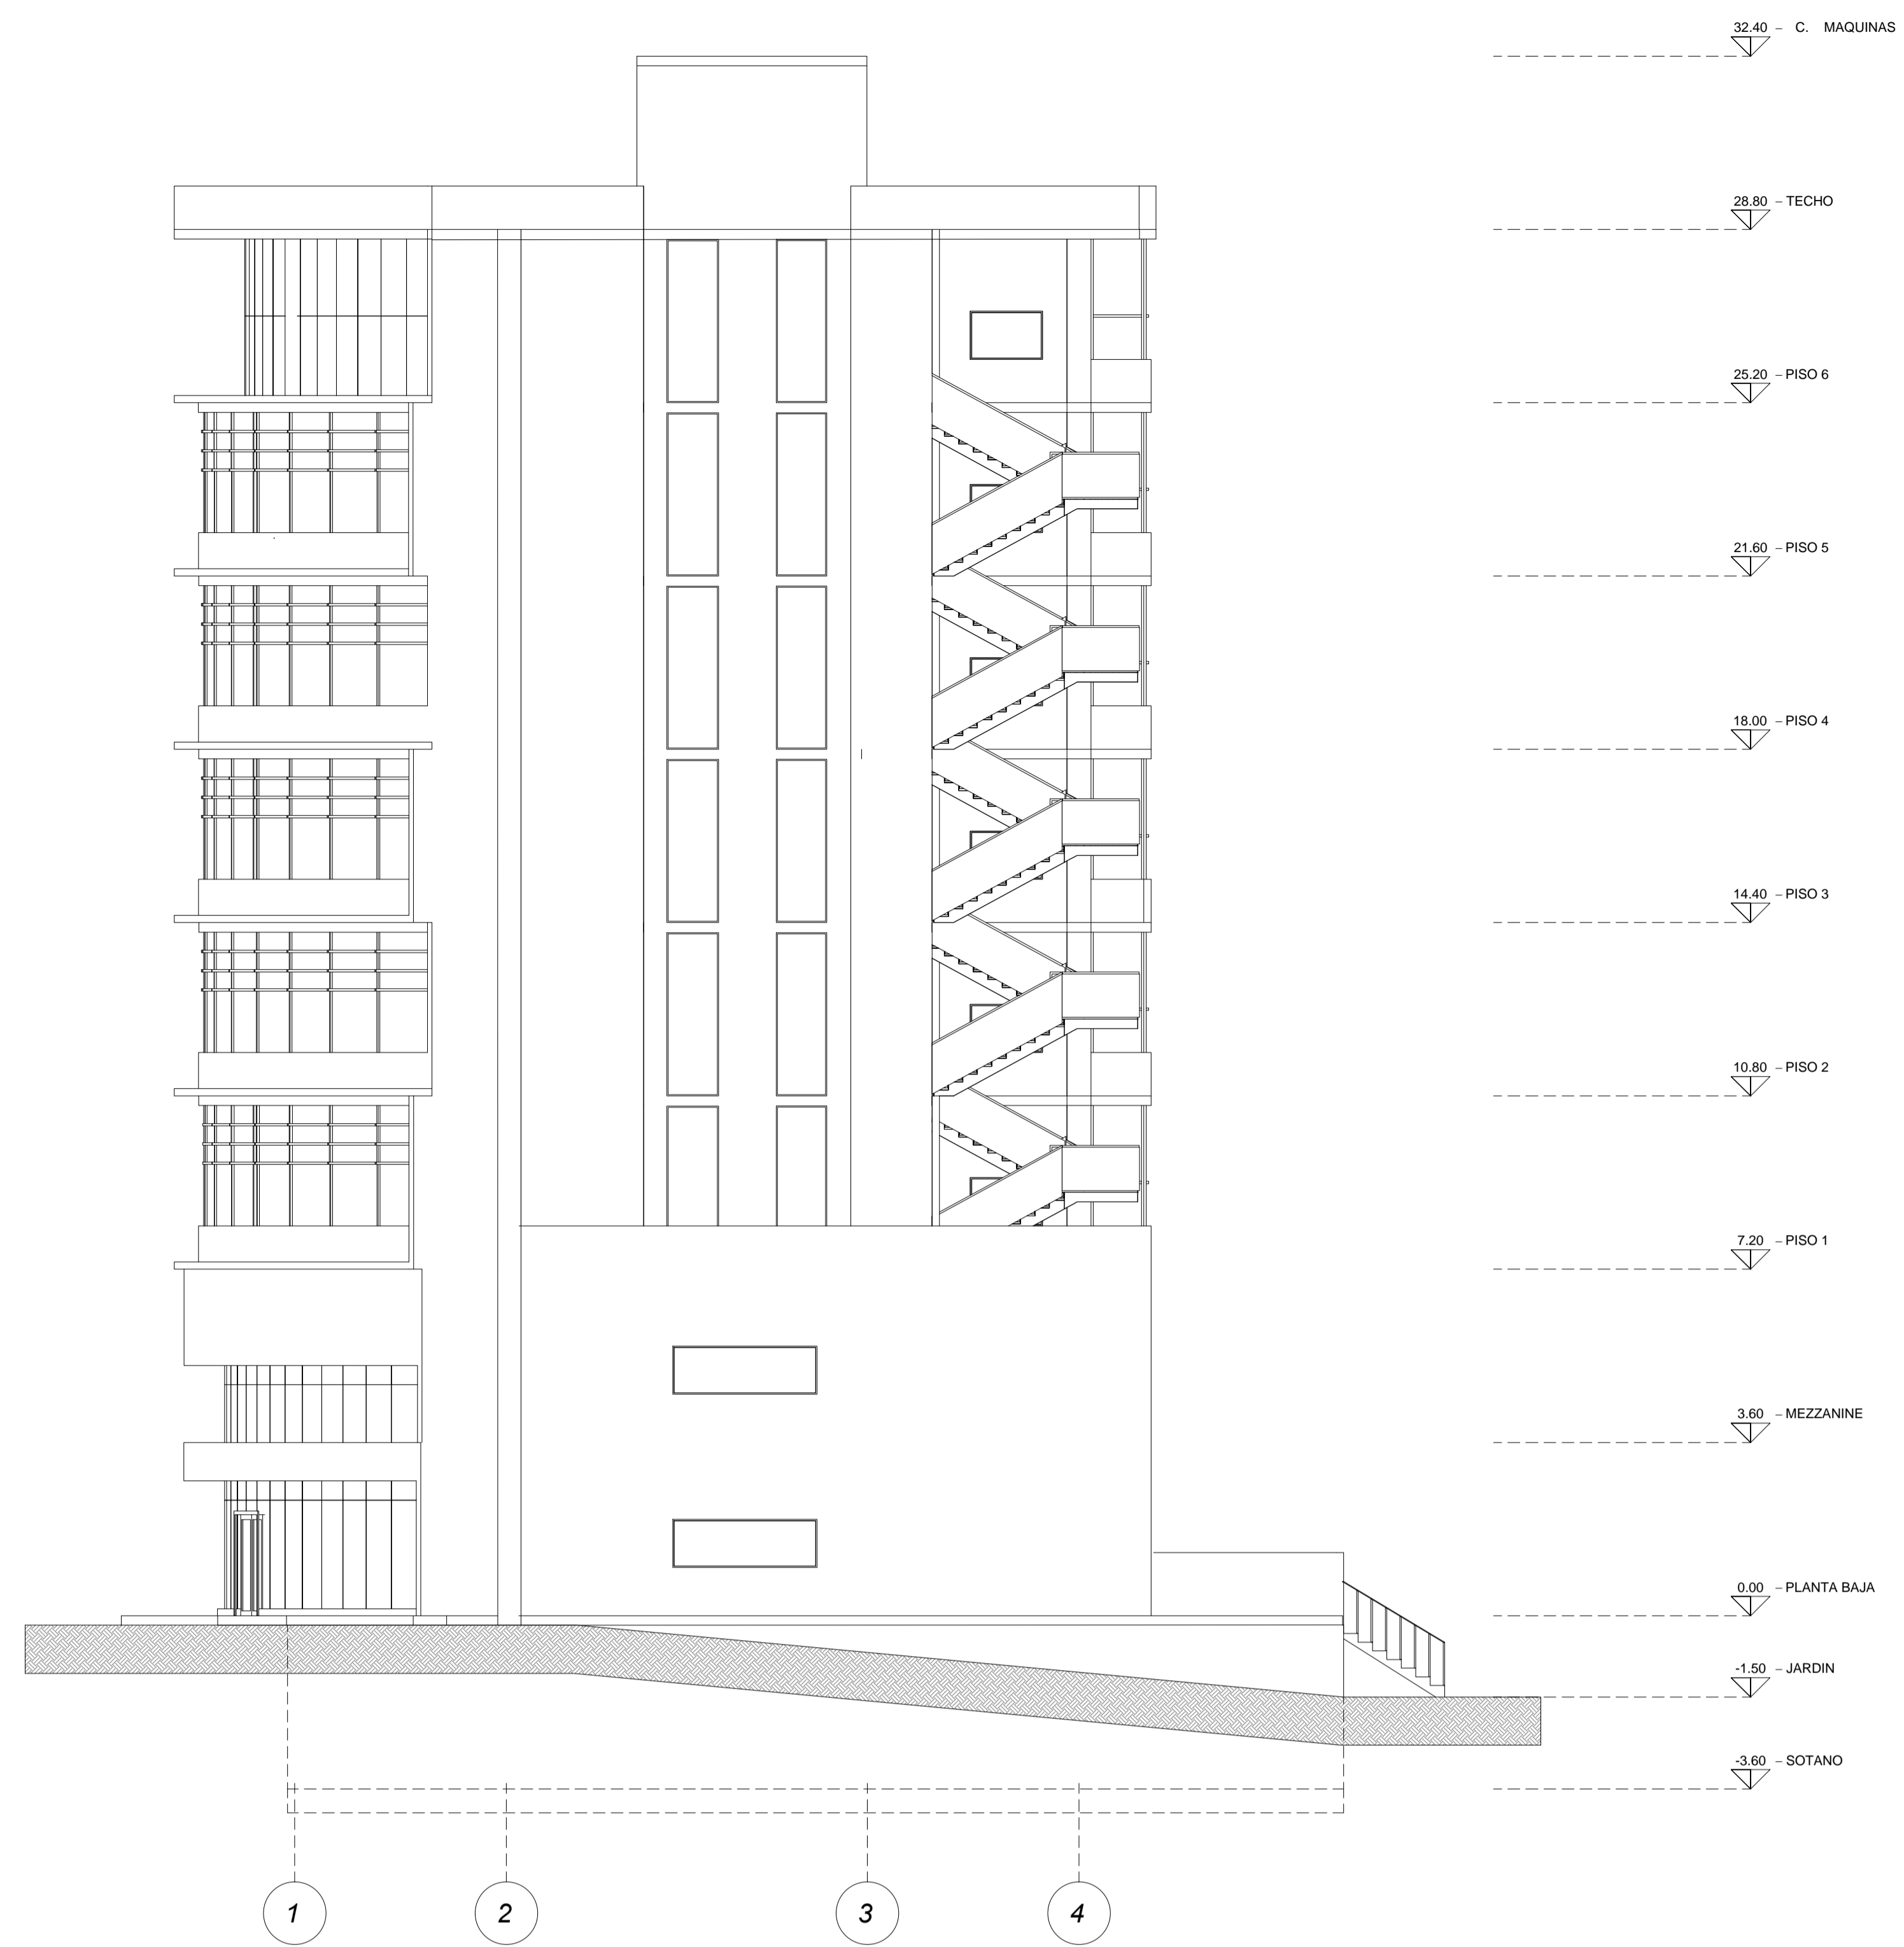 32.40 – C. MAQUINAS
28.80 – TECHO
25.20 – PISO 6
21.60 – PISO 5
18.00 – PISO 4
14.40 – PISO 3
10.80 – PISO 2
7.20 – PISO 1
3.60 – MEZZANINE
0.00 – PLANTA BAJA
-1.50 – JARDIN
-3.60 – SOTANO
1 2 3 4